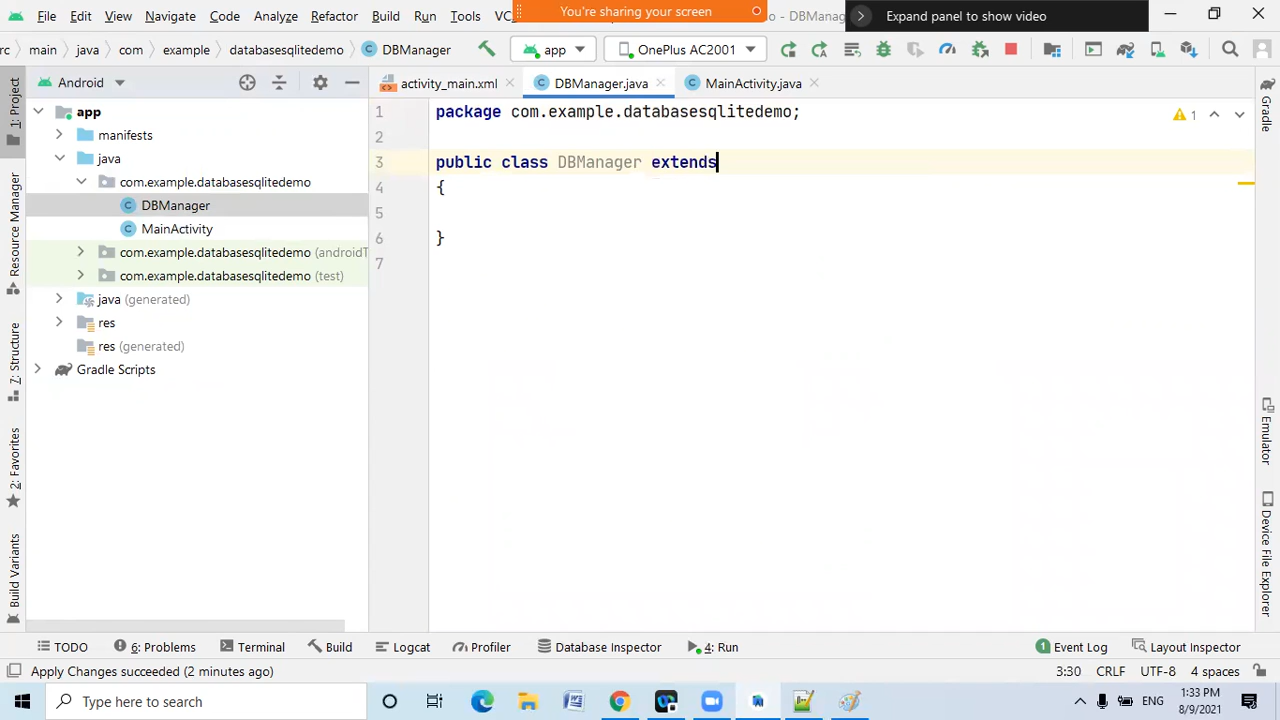 File Edit View Navigate Code Analyze Refactor Build Run Tools VC
You're sharing your screen
- DBManag
Expand panel to show video
rc main java com example databasesqlitedemo DBManager
app
OnePlus AC2001
1: Project
Resource Manager
Z: Structure
2: Favorites
Build Variants
Android
app
manifests
java
com.example.databasesqlitedemo
DBManager
MainActivity
com.example.databasesqlitedemo (androidT
com.example.databasesqlitedemo (test)
java (generated)
res
res (generated)
Gradle Scripts
activity_main.xml
DBManager.java
MainActivity.java
1 package com.example.databasesqlitedemo;
2
3 public class DBManager extends
4 {
5
6 }
7
1
Gradle
Emulator
Device File Explorer
TODO
6: Problems
Terminal
Build
Logcat
Profiler
Database Inspector
4: Run
1 Event Log
Layout Inspector
Apply Changes succeeded (2 minutes ago)
3:30 CRLF UTF-8 4 spaces
Type here to search
ENG
1:33 PM
8/9/2021